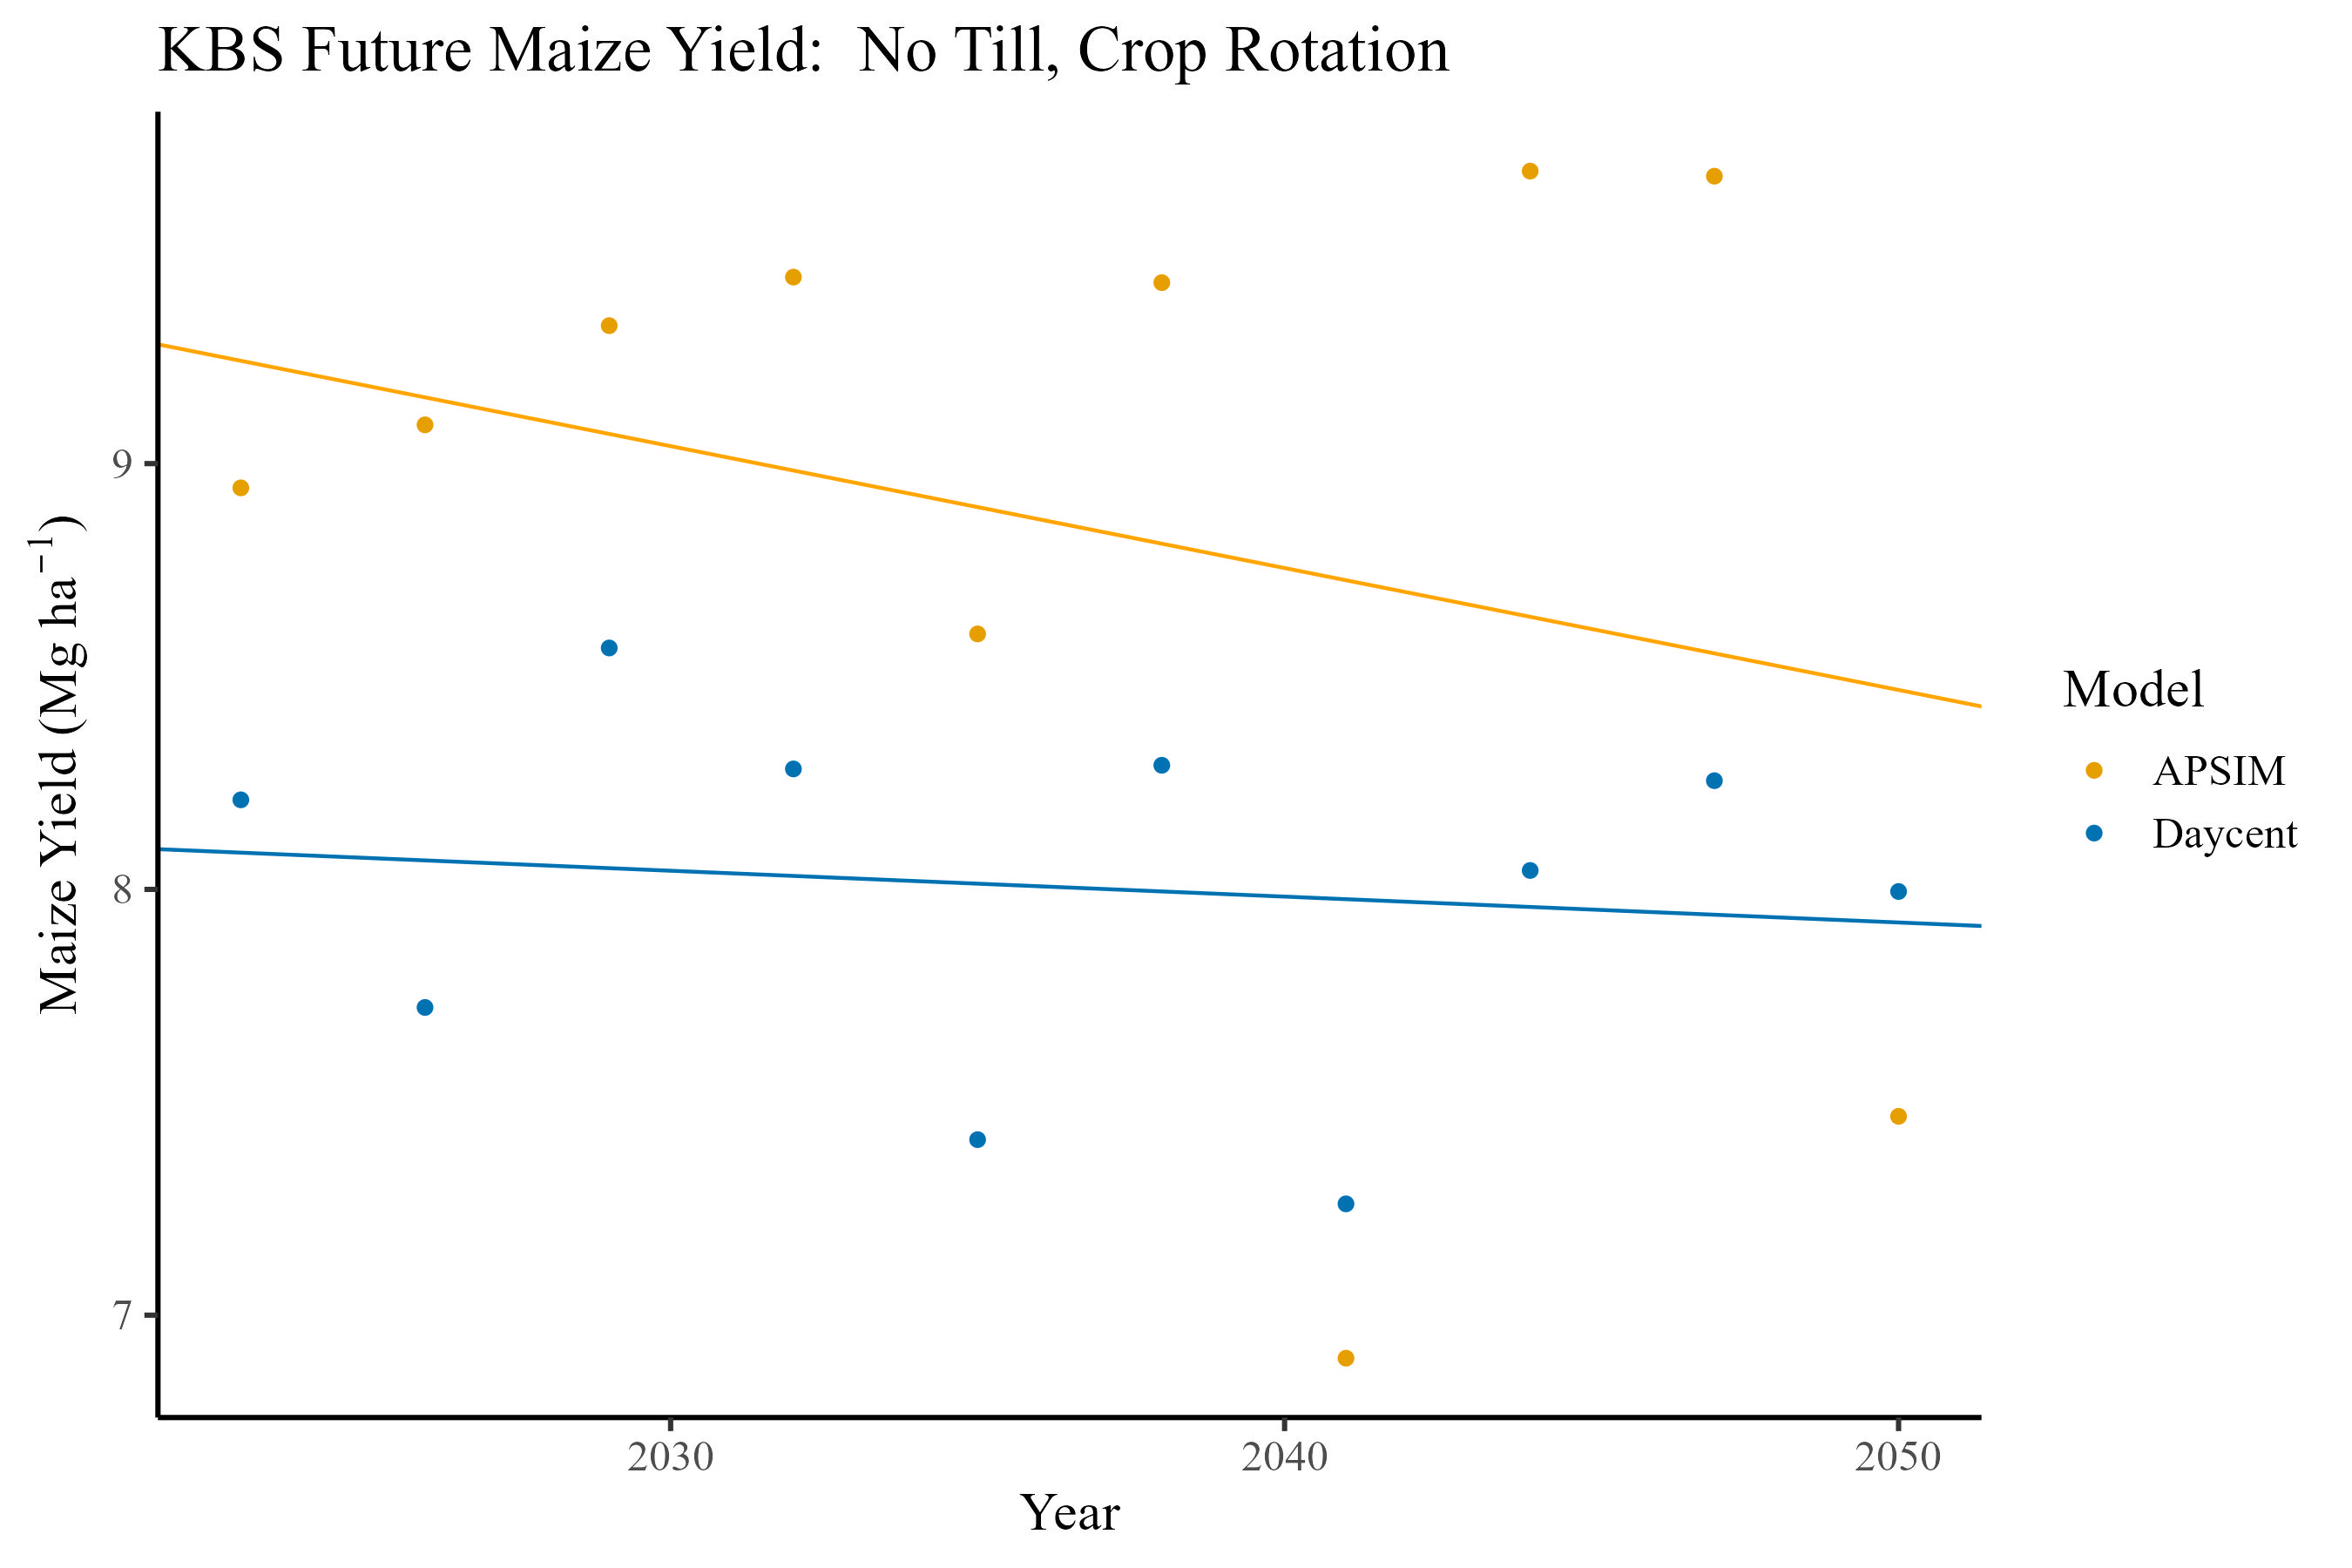 KBS Future Maize Yield:  No Till, Crop Rotation
Maize Yield (Mg ha⁻¹)
9
8
7
2030 2040 2050
Year
Model
APSIM
Daycent